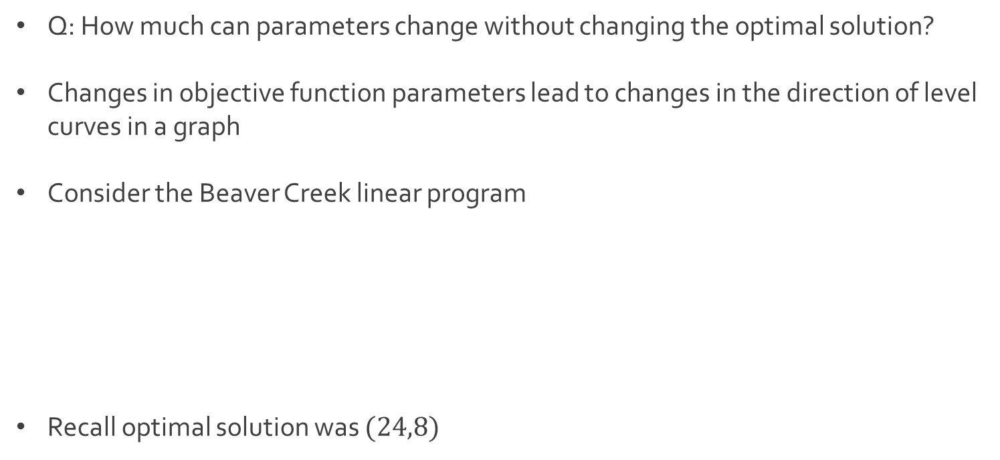 • Q: How much can parameters change without changing the optimal solution?
• Changes in objective function parameters lead to changes in the direction of level
curves in a graph
• Consider the Beaver Creek linear program
• Recall optimal solution was (24,8)